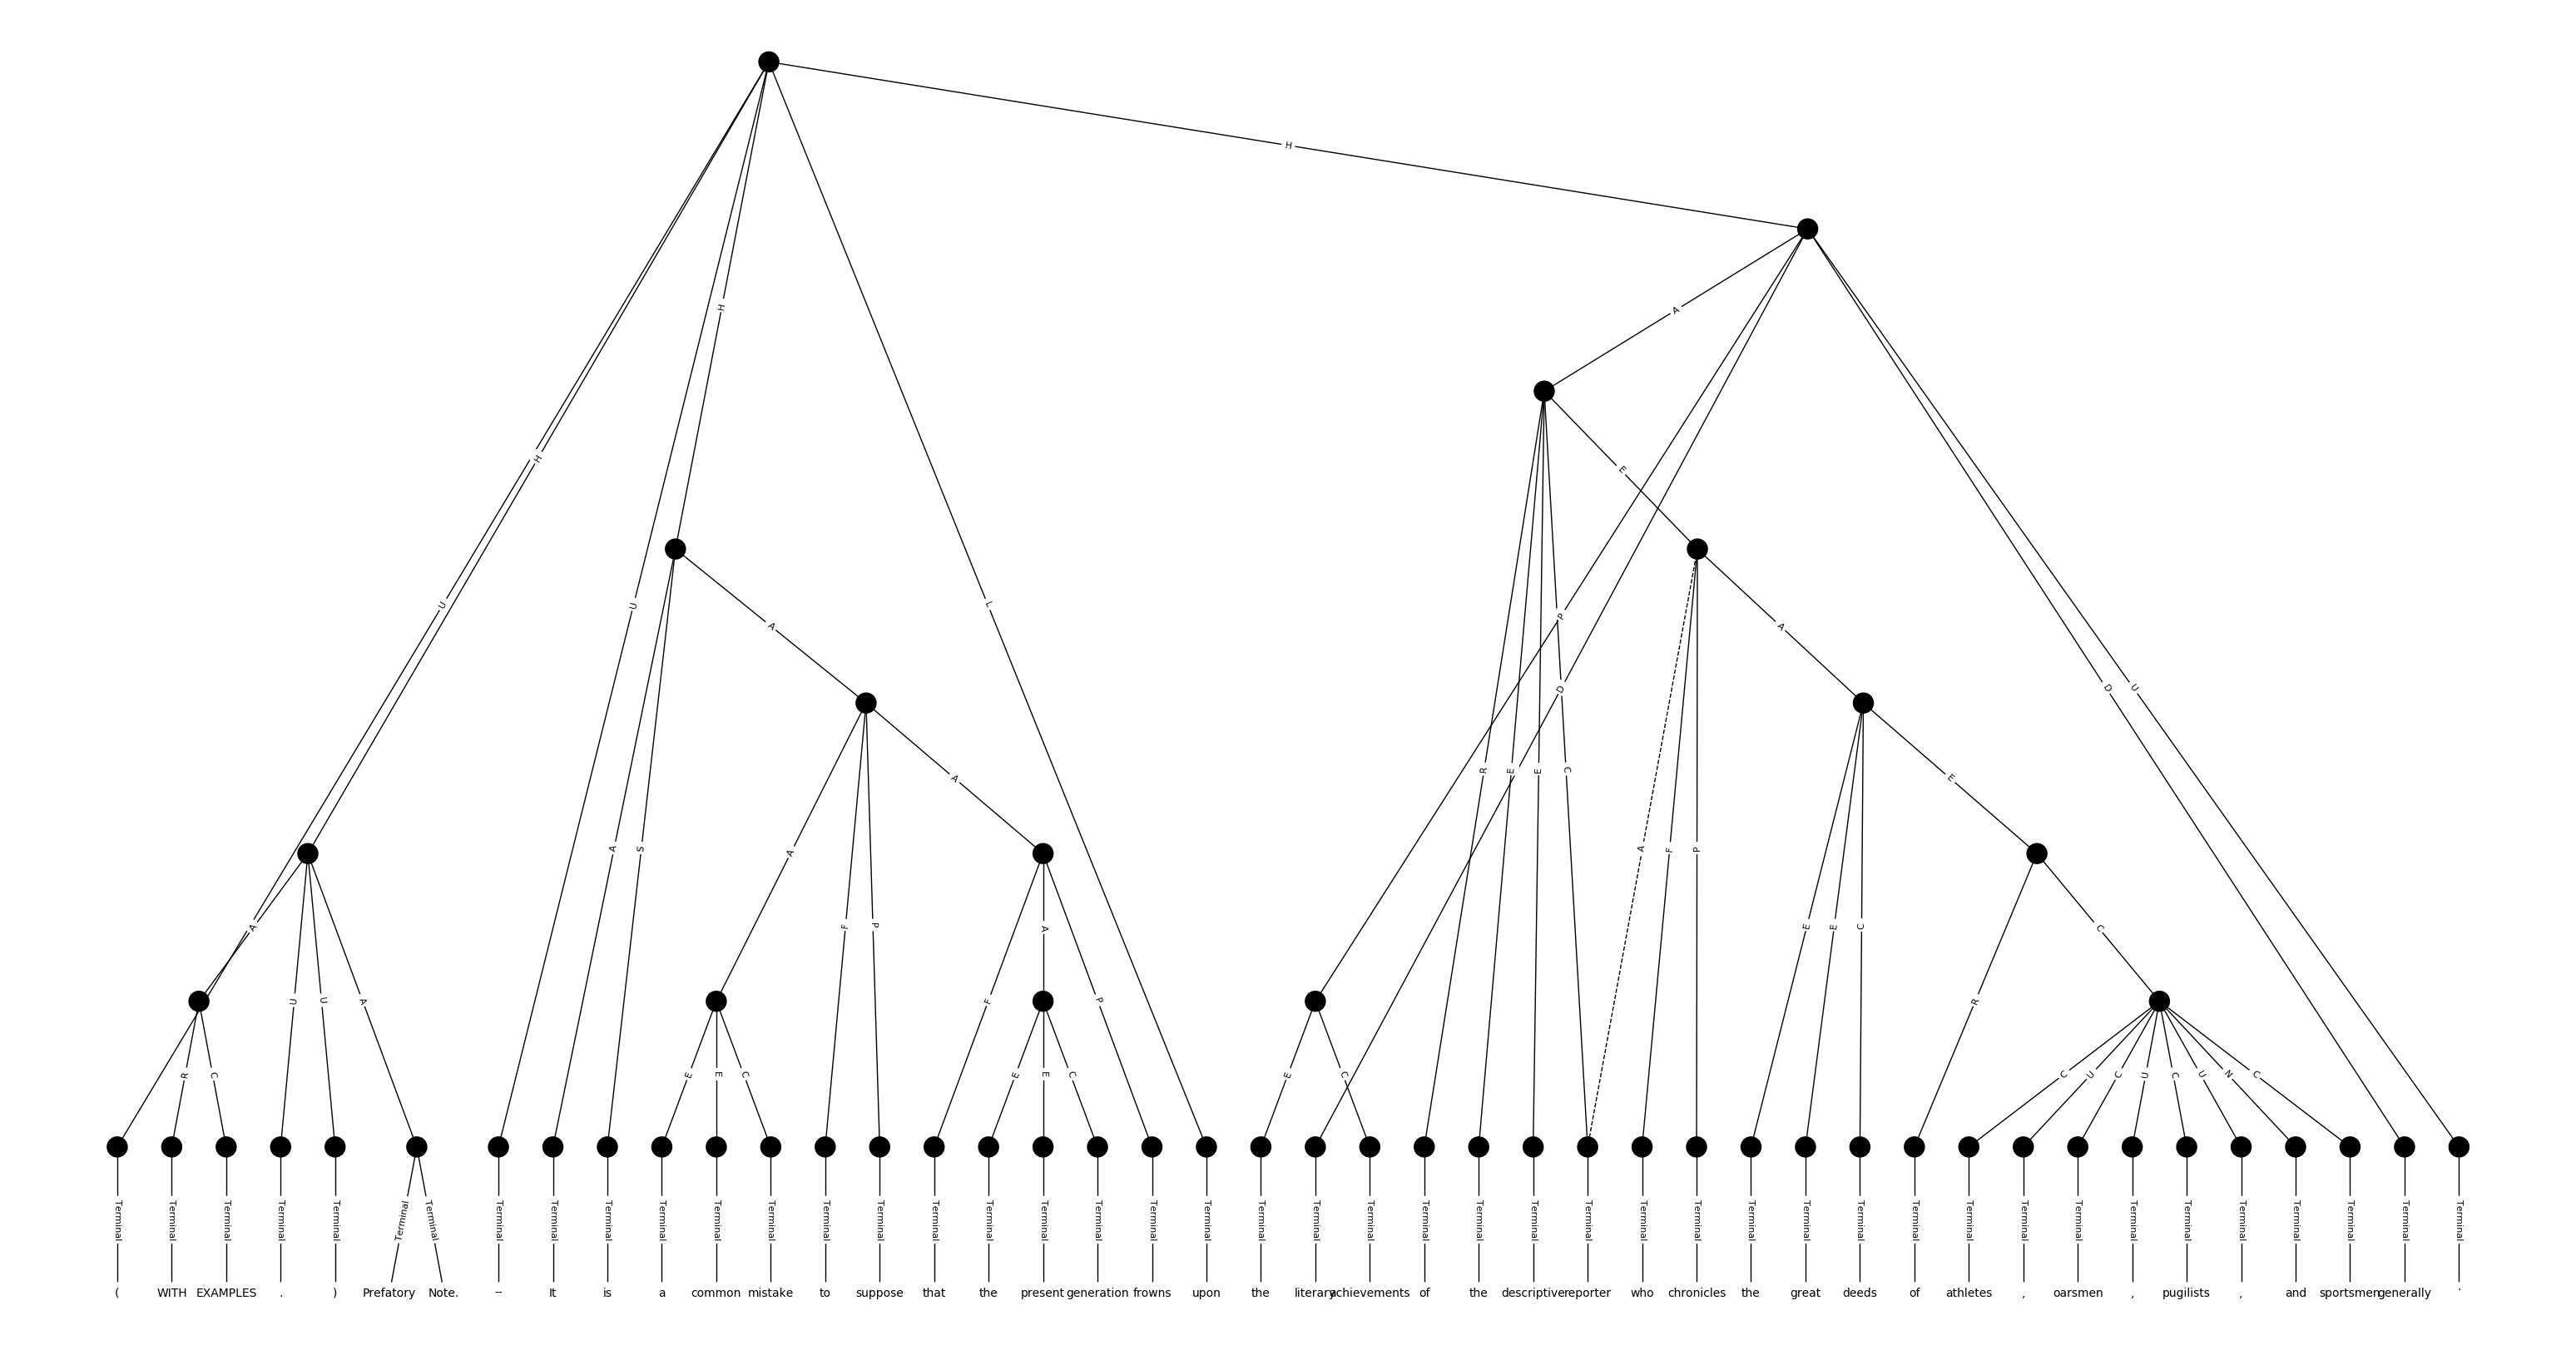 H
H
A
H
E
U
U
P
A
A
L
D
D
U
R
E
E
C
A
E
A
S
A
F
P
A
F
P
E
E
C
C
A
U
U
A
F
A
P
R
R
C
E
E
C
E
E
C
E
C
C
U
C
U
C
U
N
C
Terminal Terminal Terminal Terminal Terminal Terminal Terminal Terminal Terminal Terminal Terminal Terminal Terminal Terminal Terminal Terminal Terminal Terminal Terminal Terminal Terminal Terminal Terminal Terminal Terminal Terminal Terminal Terminal Terminal Terminal Terminal Terminal Terminal Terminal Terminal Terminal Terminal Terminal Terminal Terminal Terminal Terminal Terminal Terminal
( WITH EXAMPLES . ) Prefatory Note. -- It is a common mistake to suppose that the present generation frowns upon the literary achievements of the descriptive reporter who chronicles the great deeds of athletes , oarsmen , pugilists , and sportsmen generally .